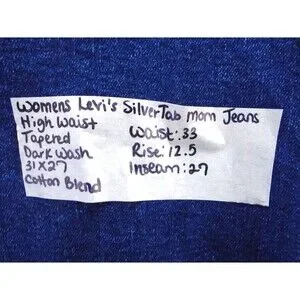 Womens Levi's SilverTab mom Jeans
High Waist
Tapered
Dark Wash
31x27
Cotton Blend
Waist: 33
Rise: 12.5
Inseam: 27